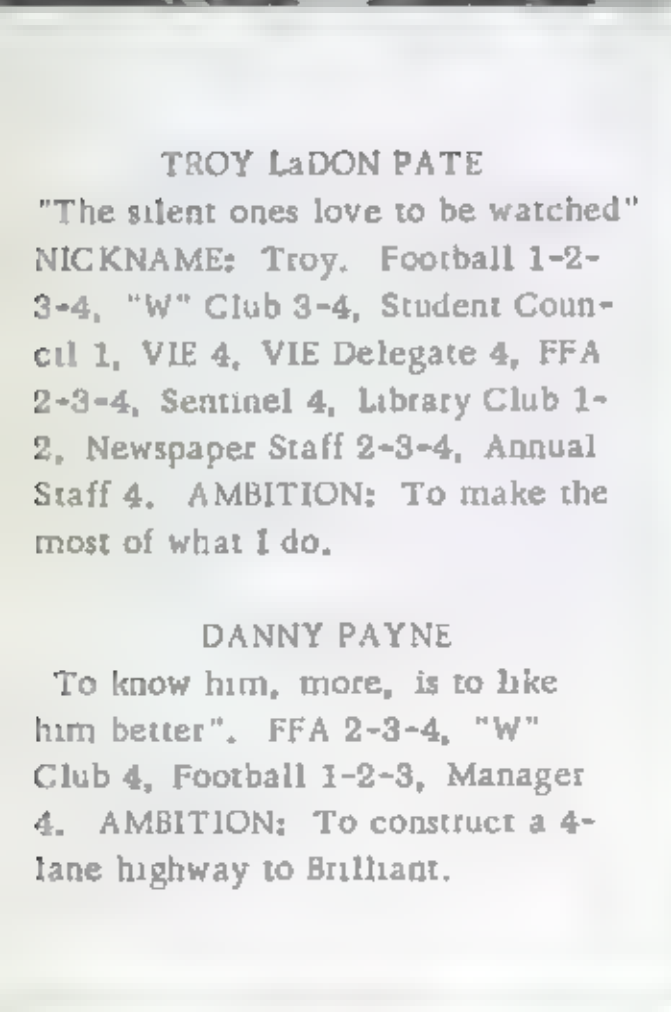 TROY LaDON PATE
"The silent ones love to be watched"
NICKNAME: Troy. Football 1-2-
3-4, "W" Club 3-4, Student Coun-
cil 1, VIE 4, VIE Delegate 4, FFA
2-3-4, Sentinel 4, Library Club 1-
2, Newspaper Staff 2-3-4, Annual
Staff 4. AMBITION: To make the
most of what I do.
DANNY PAYNE
To know him, more, is to like
him better". FFA 2-3-4, "W"
Club 4, Football 1-2-3, Manager
4. AMBITION: To construct a 4-
lane highway to Brilliant.